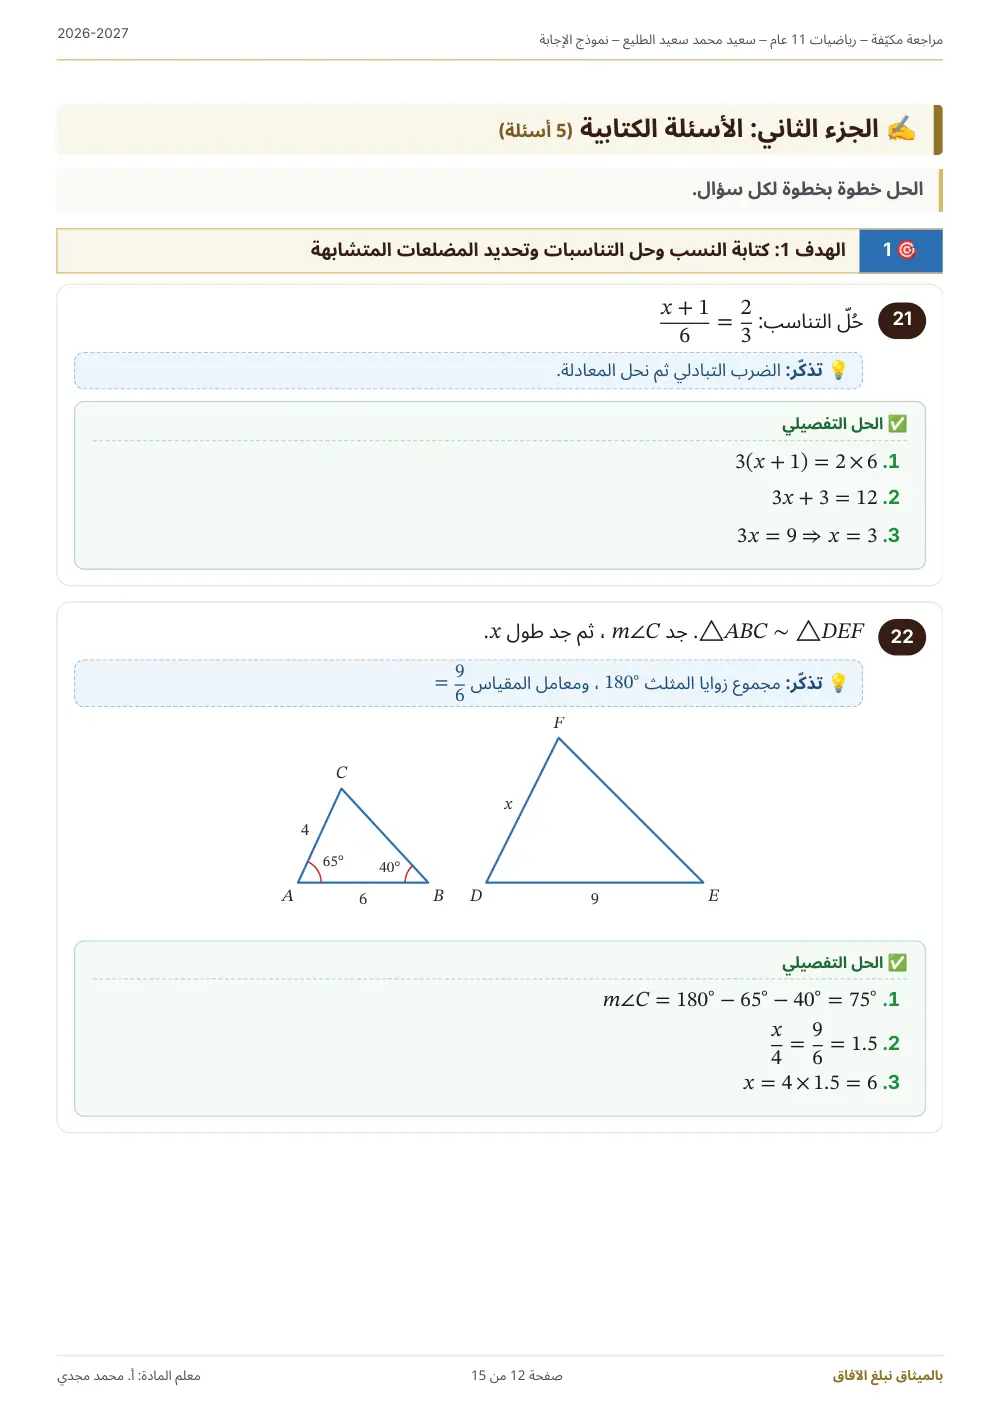 مراجعة مكيّفة – رياضيات 11 عام – سعيد محمد سعيد الطليع – نموذج الإجابة
2026-2027
✍️ الجزء الثاني: الأسئلة الكتابية (5 أسئلة)
الحل خطوة بخطوة لكل سؤال.
🎯 1 الهدف 1: كتابة النسب وحل التناسبات وتحديد المضلعات المتشابهة
21 حُلّ التناسب: 2/3 = (x + 1)/6
💡 تذكّر: الضرب التبادلي ثم نحل المعادلة.
✅ الحل التفصيلي
1. 3(x + 1) = 2 × 6
2. 3x + 3 = 12
3. 3x = 9 ⇒ x = 3
22 △ABC ~ △DEF. جد m∠C ، ثم جد طول x.
💡 تذكّر: مجموع زوايا المثلث 180° ، ومعامل المقياس 9/6 =
F
C
x
4
65°
40°
A
6
B
D
9
E
✅ الحل التفصيلي
1. m∠C = 180° − 65° − 40° = 75°
2. x/4 = 9/6 = 1.5
3. x = 4 × 1.5 = 6
بالميثاق نبلغ الآفاق
صفحة 12 من 15
معلم المادة: أ. محمد مجدي